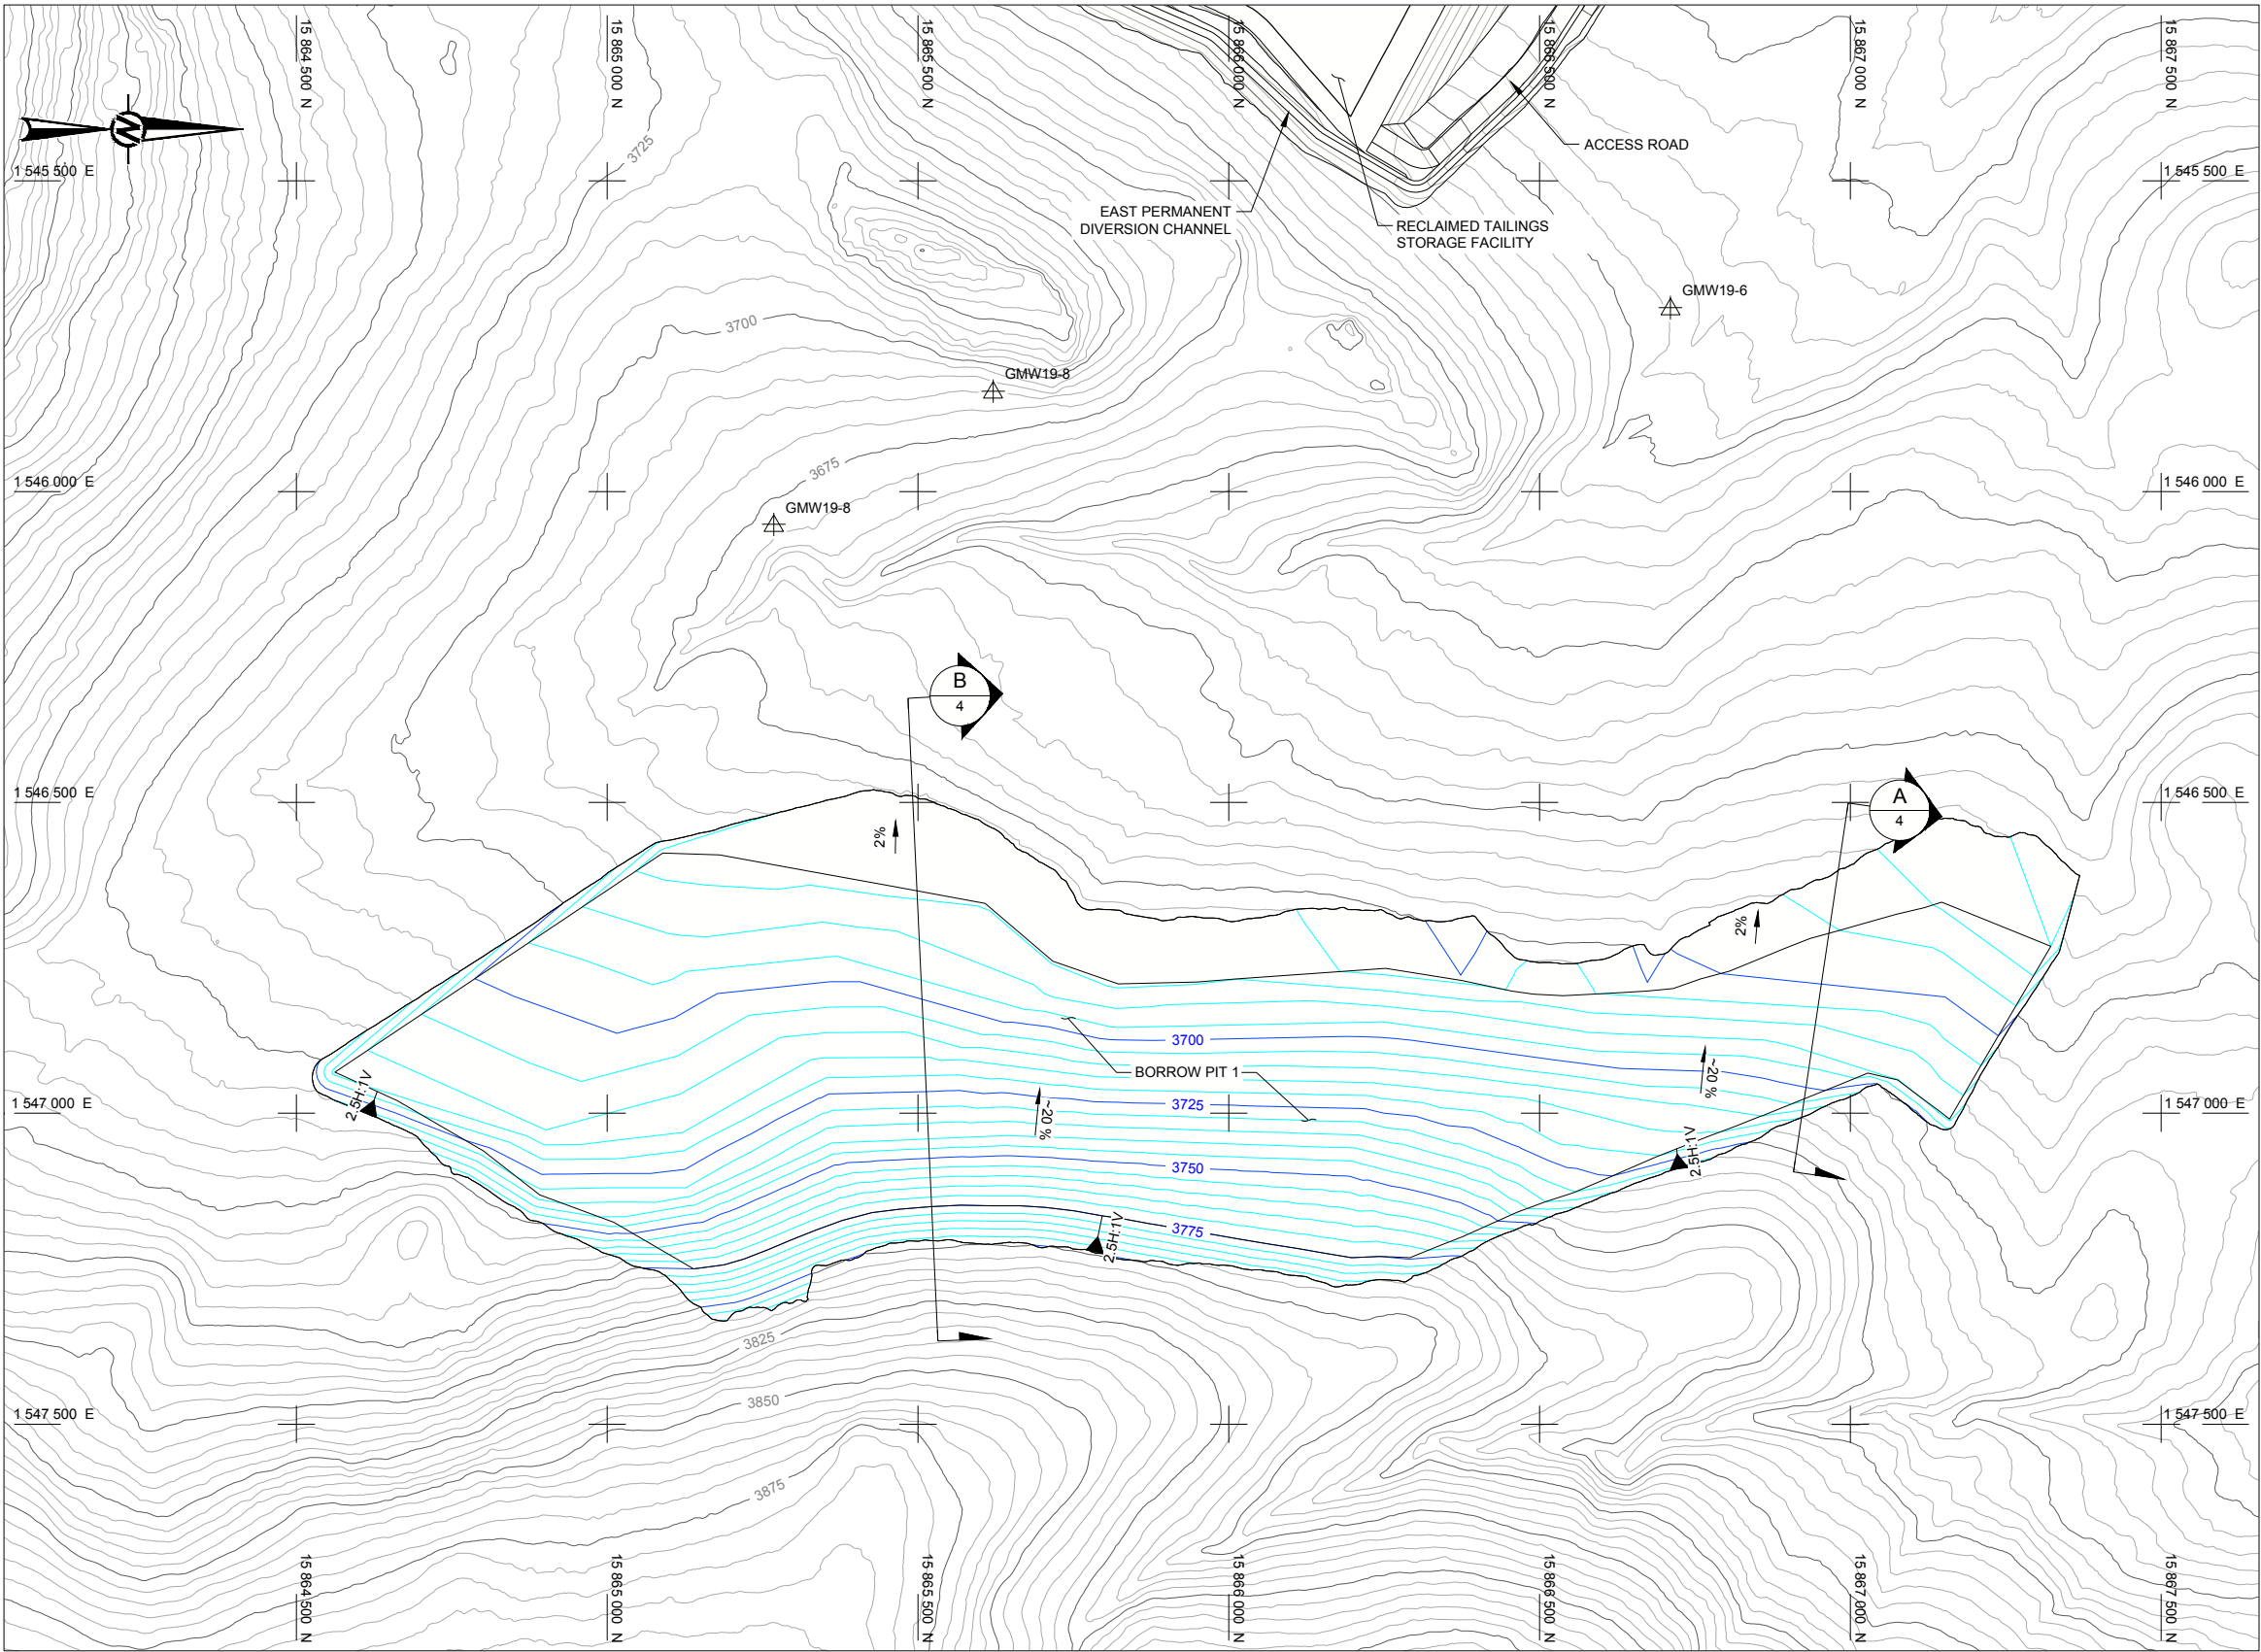 15 864 500 N
15 865 000 N
15 865 500 N
15 866 000 N
15 866 500 N
15 867 000 N
15 867 500 N
N
ACCESS ROAD
3725
1 545 500 E
1 545 500 E
EAST PERMANENT
DIVERSION CHANNEL
RECLAIMED TAILINGS
STORAGE FACILITY
GMW19-6
3700
GMW19-8
3675
1 546 000 E
1 546 000 E
GMW19-8
B
4
1 546 500 E
1 546 500 E
A
4
2%
2%
3700
BORROW PIT 1
~20 %
2.5H:1V
1 547 000 E
3725
~20 %
1 547 000 E
3750
2.5H:1V
3775
2.5H:1V
3825
3850
1 547 500 E
1 547 500 E
3875
15 864 500 N
15 865 000 N
15 865 500 N
15 866 000 N
15 866 500 N
15 867 000 N
15 867 500 N